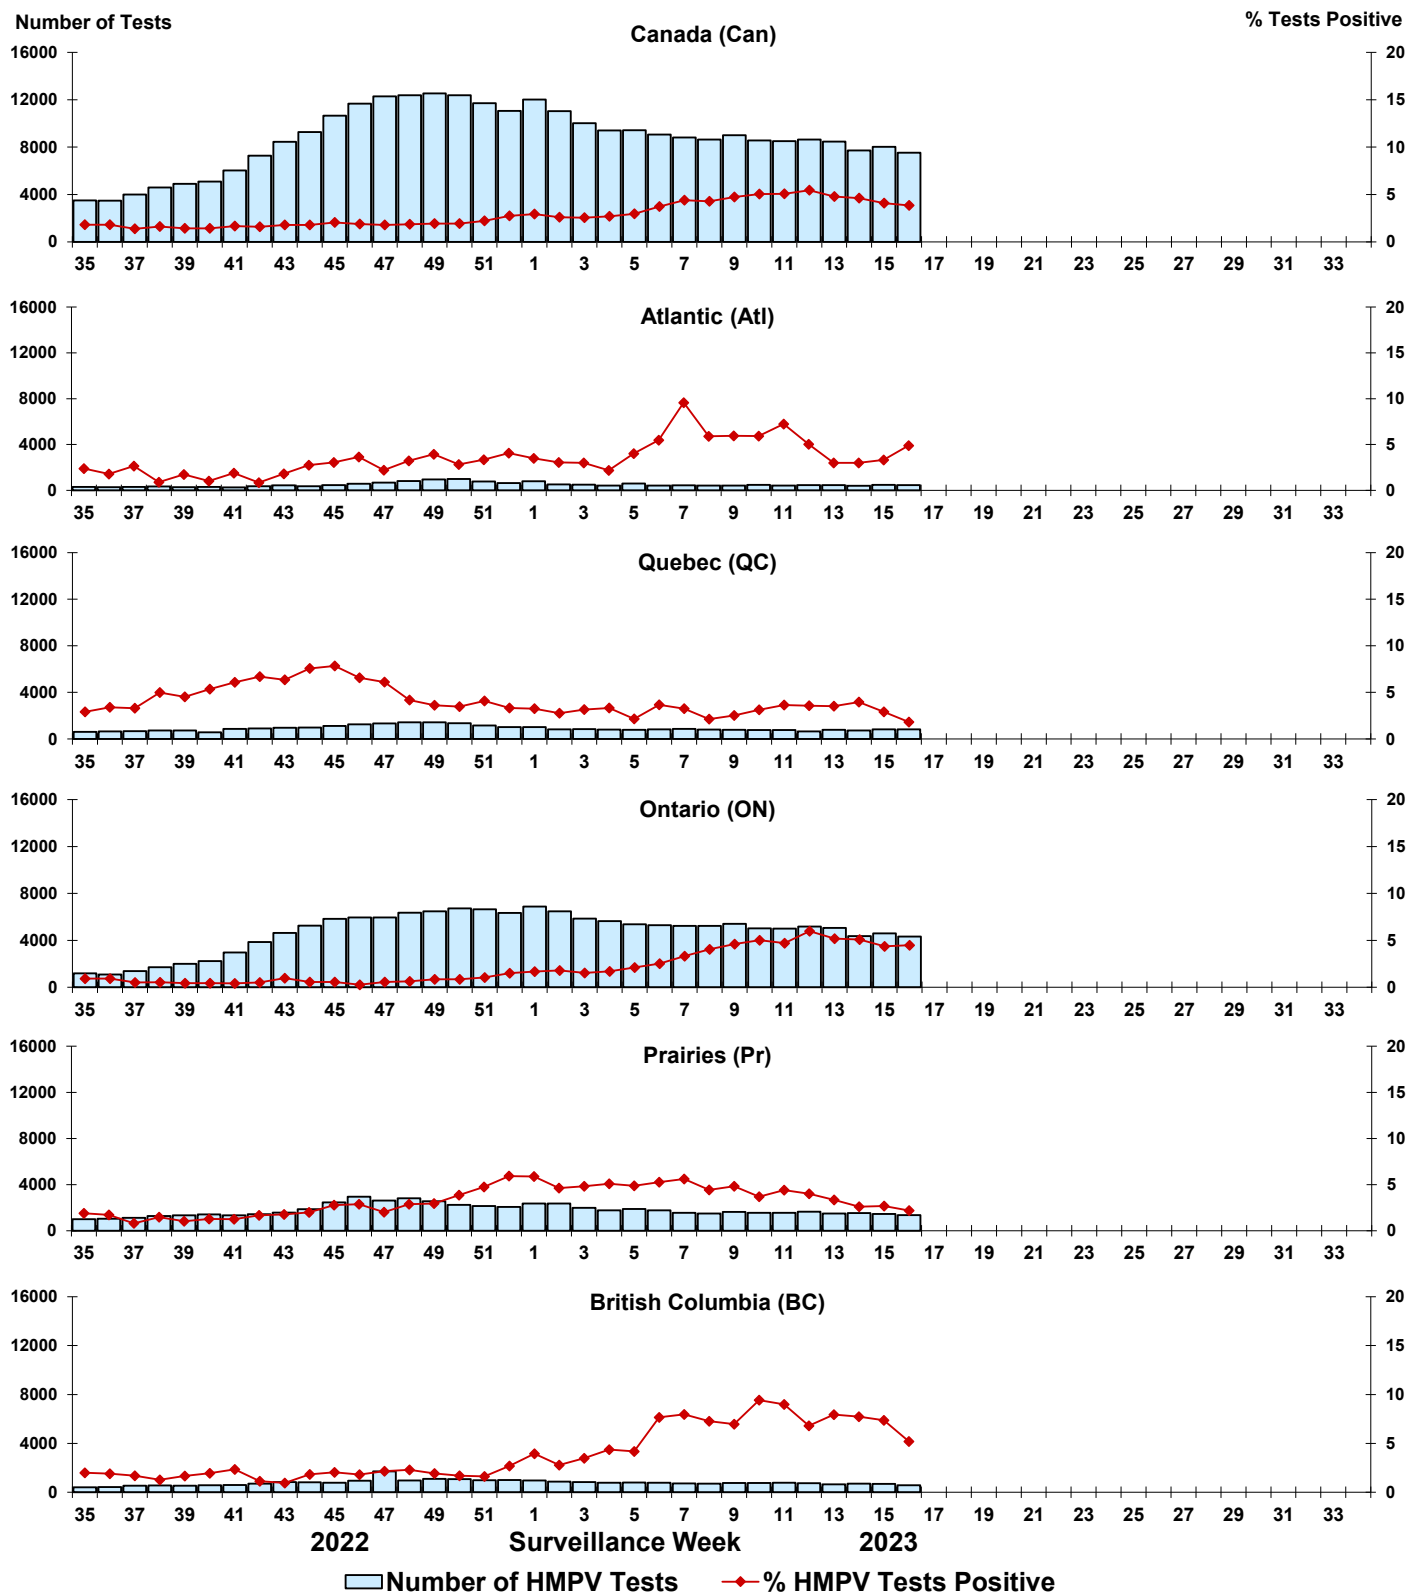 Number of Tests
% Tests Positive
Canada (Can)
16000 20
12000 15
8000 10
4000 5
0 0
35 37 39 41 43 45 47 49 51 1 3 5 7 9 11 13 15 17 19 21 23 25 27 29 31 33
Atlantic (Atl)
16000 20
12000 15
8000 10
4000 5
0 0
35 37 39 41 43 45 47 49 51 1 3 5 7 9 11 13 15 17 19 21 23 25 27 29 31 33
Quebec (QC)
16000 20
12000 15
8000 10
4000 5
0 0
35 37 39 41 43 45 47 49 51 1 3 5 7 9 11 13 15 17 19 21 23 25 27 29 31 33
Ontario (ON)
16000 20
12000 15
8000 10
4000 5
0 0
35 37 39 41 43 45 47 49 51 1 3 5 7 9 11 13 15 17 19 21 23 25 27 29 31 33
Prairies (Pr)
16000 20
12000 15
8000 10
4000 5
0 0
35 37 39 41 43 45 47 49 51 1 3 5 7 9 11 13 15 17 19 21 23 25 27 29 31 33
British Columbia (BC)
16000 20
12000 15
8000 10
4000 5
0 0
35 37 39 41 43 45 47 49 51 1 3 5 7 9 11 13 15 17 19 21 23 25 27 29 31 33
2022 Surveillance Week 2023
Number of HMPV Tests % HMPV Tests Positive